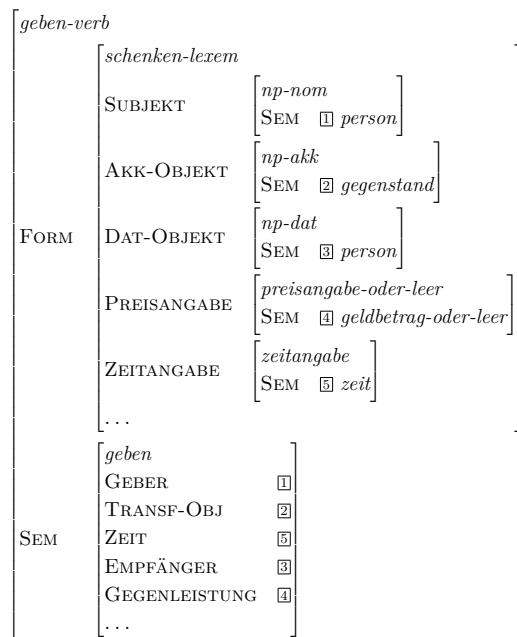 geben-verb
schenken-lexem
SUBJEKT np-nom
SEM 1 person
AKK-OBJEKT np-akk
SEM 2 gegenstand
FORM DAT-OBJEKT np-dat
SEM 3 person
PREISANGABE preisangabe-oder-leer
SEM 4 geldbetrag-oder-leer
ZEITANGABE zeitangabe
SEM 5 zeit
...
geben
GEBER 1
TRANSF-OBJ 2
SEM ZEIT 5
EMPFÄNGER 3
GEGENLEISTUNG 4
...